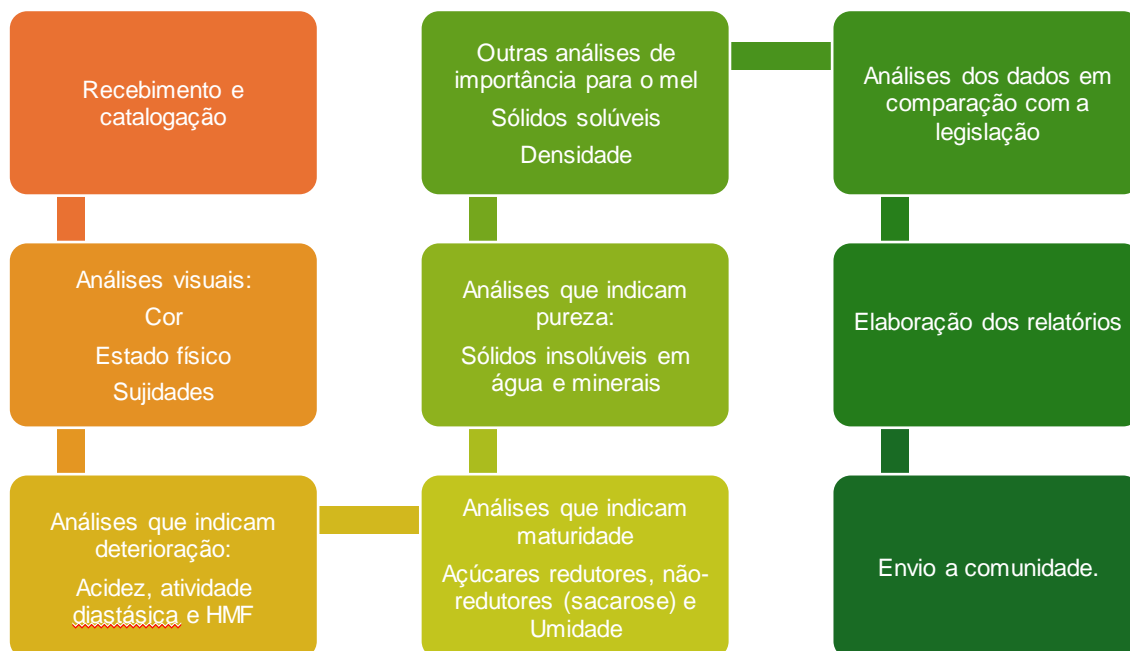 Recebimento e
catalogação
Análises visuais:
Cor
Estado físico
Sujidades
Análises que indicam
deterioração:
Acidez, atividade
diastásica e HMF
Análises que indicam
maturidade
Açúcares redutores, não-
redutores (sacarose) e
Umidade
Análises que indicam
pureza:
Sólidos insolúveis em
água e minerais
Outras análises de
importância para o mel
Sólidos solúveis
Densidade
Análises dos dados em
comparação com a
legislação
Elaboração dos relatórios
Envio a comunidade.